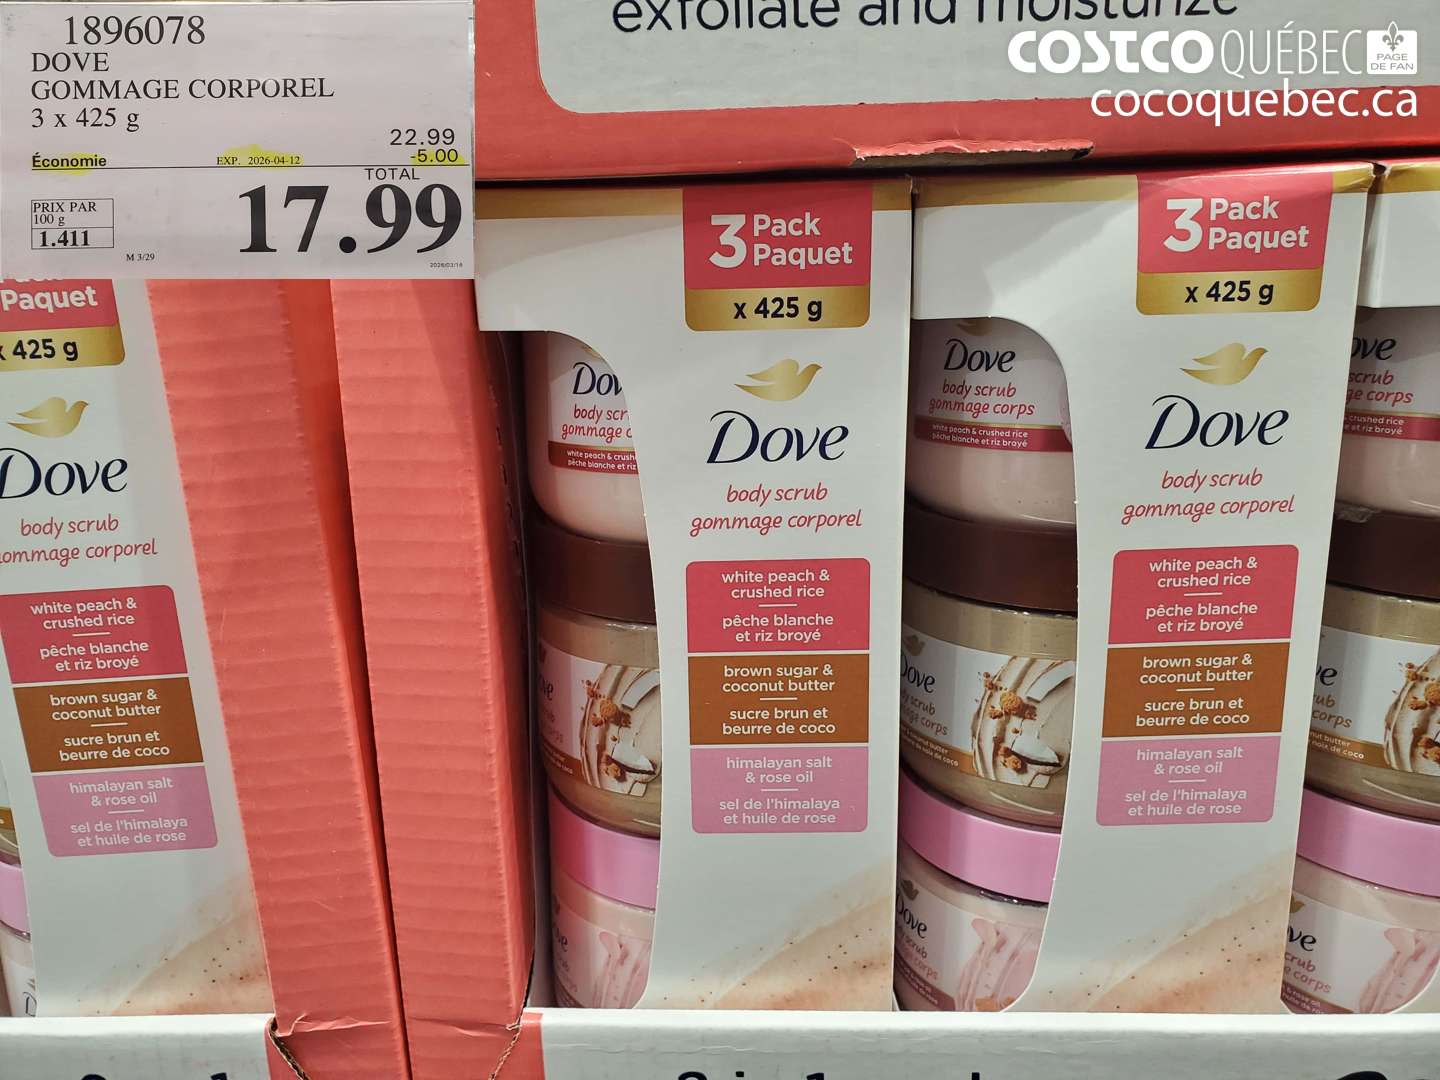 exfoliate and moisturize
COSTCO QUÉBEC
PAGE
DE FAN
cocoquebec.ca
1896078
DOVE
GOMMAGE CORPOREL
3 x 425 g
22.99
Économie EXP. 2026-04-12 -5.00
TOTAL
17.99
PRIX PAR
100 g
1.411
M 3/29
Paquet
x 425 g
Dove
body scrub
gommage corporel
white peach &
crushed rice
pêche blanche
et riz broyé
brown sugar &
coconut butter
sucre brun et
beurre de coco
himalayan salt
& rose oil
sel de l'himalaya
et huile de rose
3 Pack
Paquet
x 425 g
Dove
body scrub
gommage corporel
white peach &
crushed rice
pêche blanche
et riz broyé
brown sugar &
coconut butter
sucre brun et
beurre de coco
himalayan salt
& rose oil
sel de l'himalaya
et huile de rose
Dove
body scrub
gommage corps
white peach & crushed rice
pêche blanche et riz broyé
Dove
Dove
3 Pack
Paquet
x 425 g
Dove
body scrub
gommage corporel
white peach &
crushed rice
pêche blanche
et riz broyé
brown sugar &
coconut butter
sucre brun et
beurre de coco
himalayan salt
& rose oil
sel de l'himalaya
et huile de rose